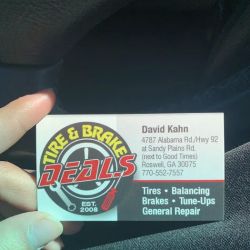 TIRE & BRAKE
DEALS
EST.
2008
David Kahn
4787 Alabama Rd./Hwy 92
at Sandy Plains Rd.
(next to Good Times)
Roswell, GA 30075
770-552-7557
Tires • Balancing
Brakes • Tune-Ups
General Repair